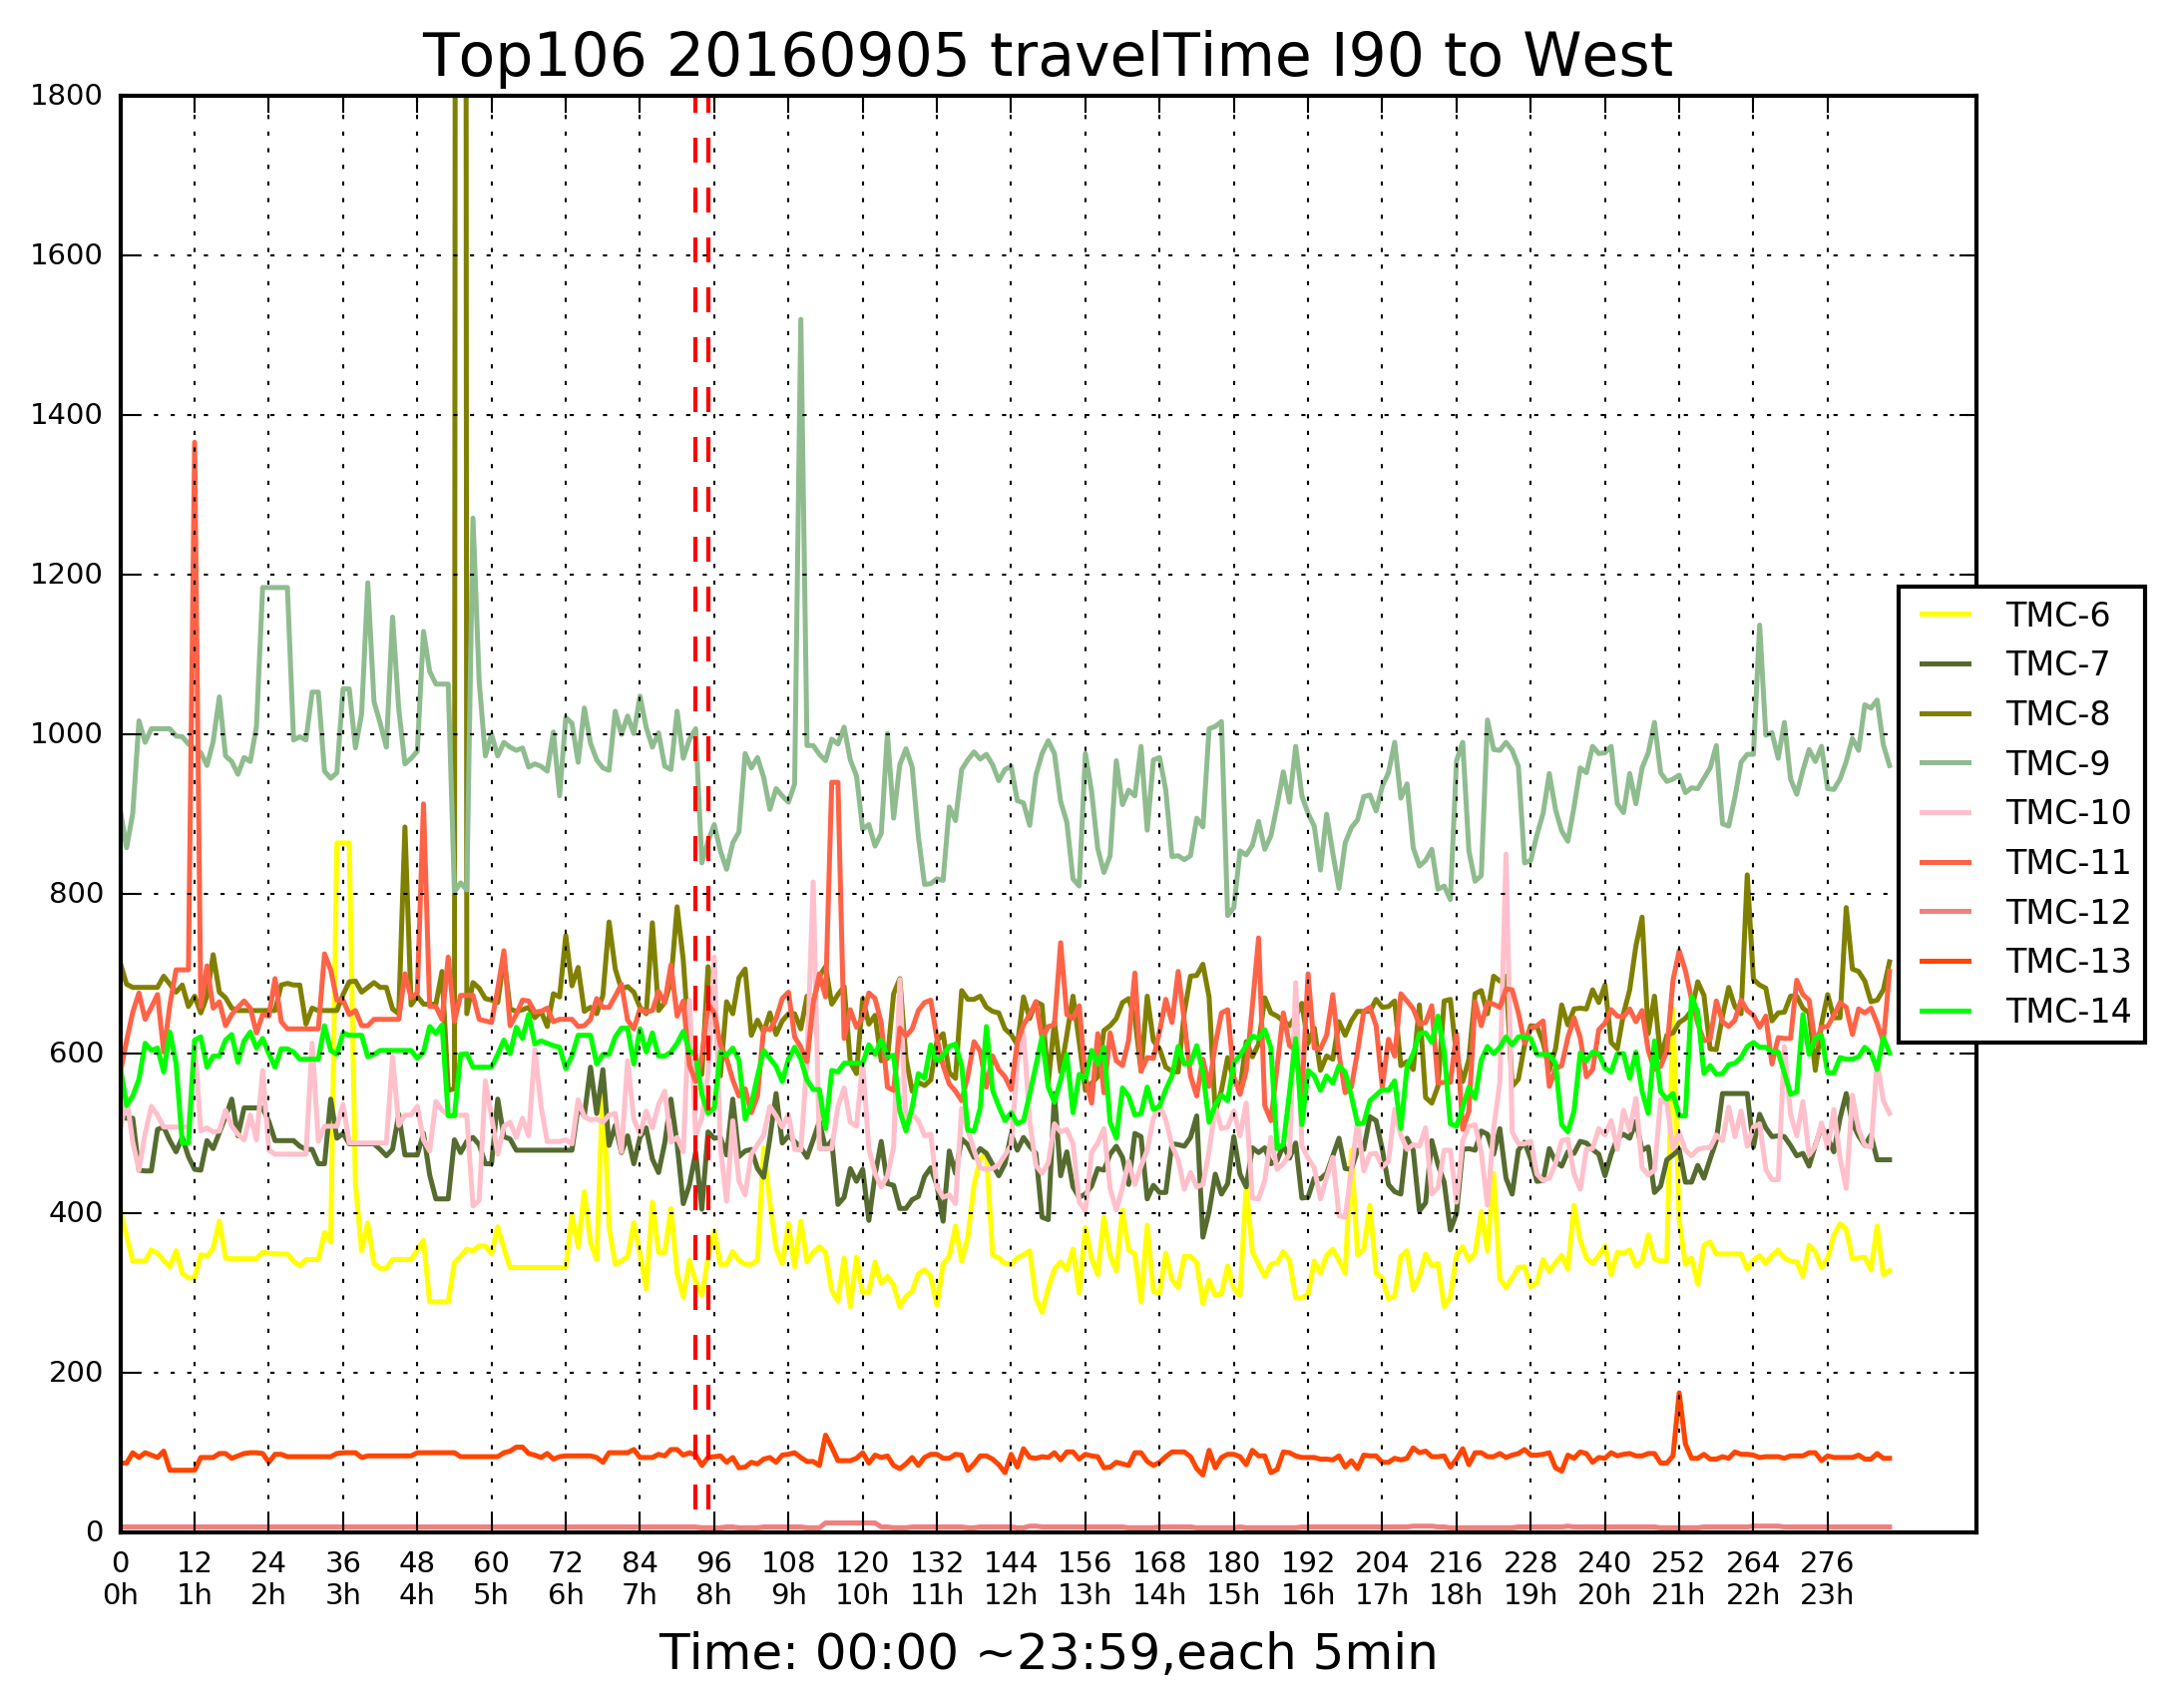 Top106 20160905 travelTime I90 to West
1800
1600
1400
1200
1000
800
600
400
200
0
TMC-6
TMC-7
TMC-8
TMC-9
TMC-10
TMC-11
TMC-12
TMC-13
TMC-14
0 12 24 36 48 60 72 84 96 108 120 132 144 156 168 180 192 204 216 228 240 252 264 276
0h 1h 2h 3h 4h 5h 6h 7h 8h 9h 10h 11h 12h 13h 14h 15h 16h 17h 18h 19h 20h 21h 22h 23h
Time: 00:00 ~23:59,each 5min